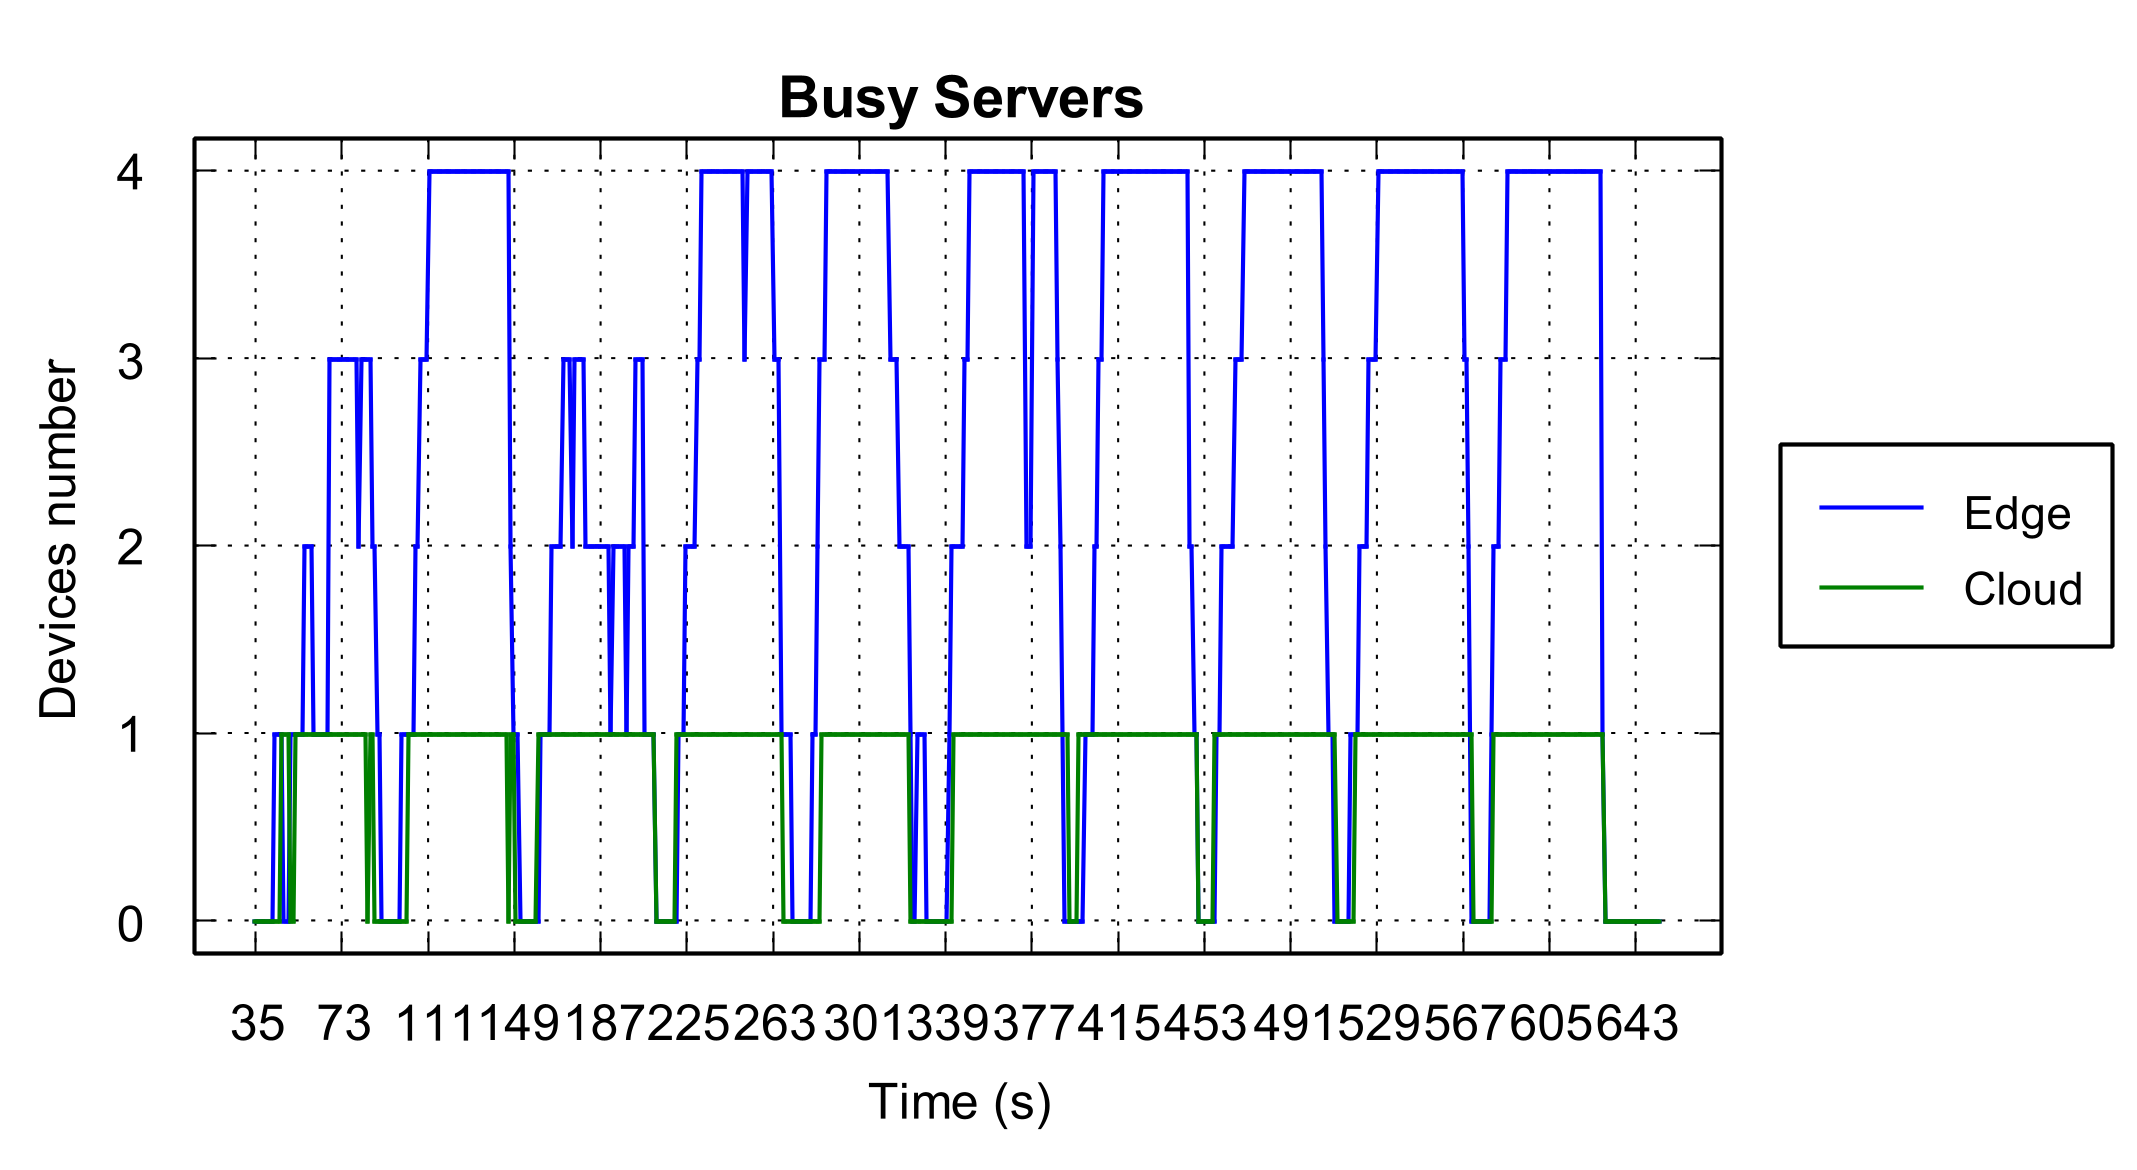 Busy Servers
4
3
2
1
0
Devices number
35 73 111 149 187 225 263 301 339 377 415 453 491 529 567 605 643
Time (s)
Edge
Cloud